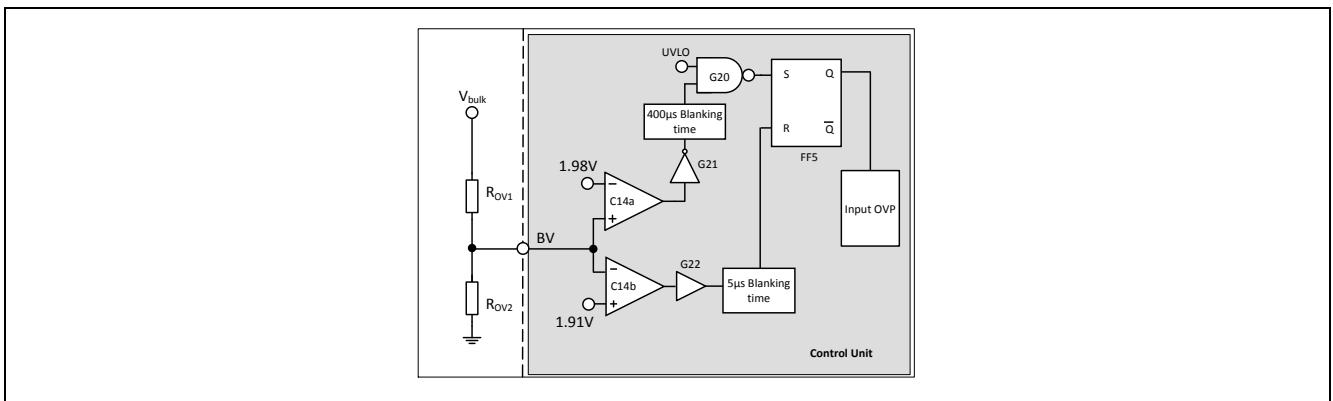 UVLO
G20
S
Q
V_bulk
400µs Blanking
time
R
Q̅
FF5
G21
1.98V
C14a
R_OV1
Input OVP
BV
G22
C14b
5µs Blanking
time
R_OV2
1.91V
Control Unit